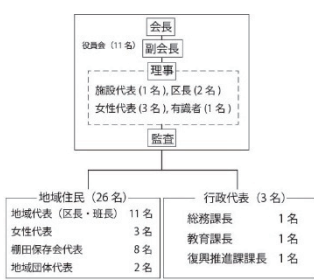 会長
役員会（11名）
副会長
理事
施設代表（1名），区長（2名）
女性代表（3名），有識者（1名）
監査
地域住民（26名）
地域代表（区長・班長） 11名
女性代表 3名
棚田保存会代表 8名
地域団体代表 2名
行政代表（3名）
総務課長 1名
教育課長 1名
復興推進課課長 1名